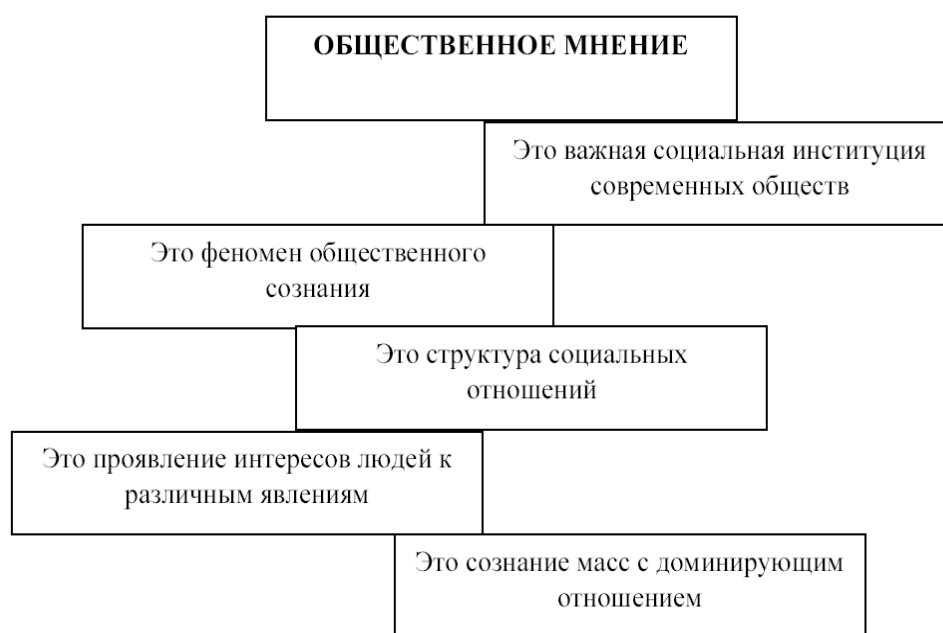 ОБЩЕСТВЕННОЕ МНЕНИЕ
Это важная социальная институция
современных обществ
Это феномен общественного
сознания
Это структура социальных
отношений
Это проявление интересов людей к
различным явлениям
Это сознание масс с доминирующим
отношением